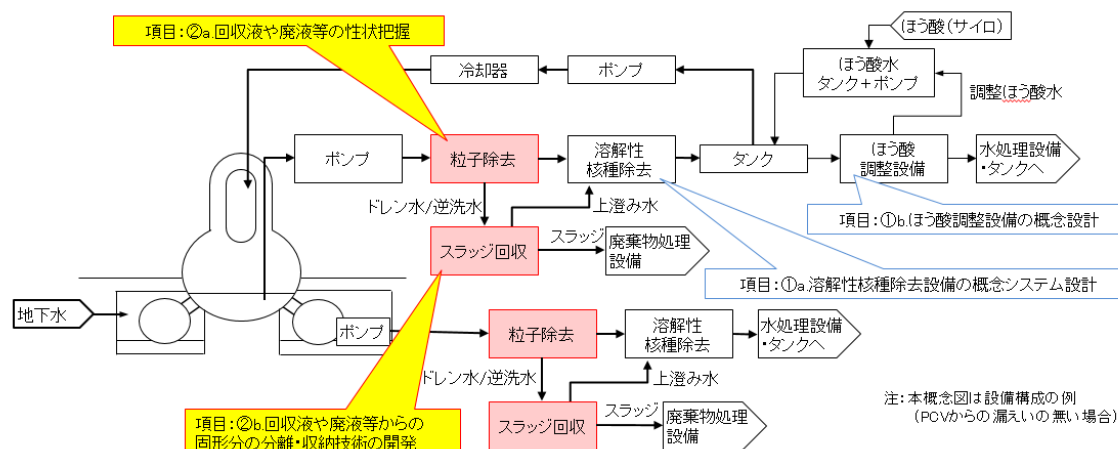 項目:②a.回収液や廃液等の性状把握
ほう酸(サイロ)
冷却器
ポンプ
ほう酸水
タンク+ポンプ
調整ほう酸水
ポンプ
粒子除去
溶解性
核種除去
タンク
ほう酸
調整設備
水処理設備
・タンクへ
ドレン水/逆洗水
上澄み水
項目:①b.ほう酸調整設備の概念設計
スラッジ回収
スラッジ
廃棄物処理
設備
項目:①a.溶解性核種除去設備の概念システム設計
地下水
ポンプ
粒子除去
溶解性
核種除去
水処理設備
・タンクへ
ドレン水/逆洗水
上澄み水
項目:②b.回収液や廃液等からの
固形分の分離・収納技術の開発
スラッジ回収
スラッジ
廃棄物処理
設備
注:本概念図は設備構成の例
(PCVからの漏えいの無い場合)